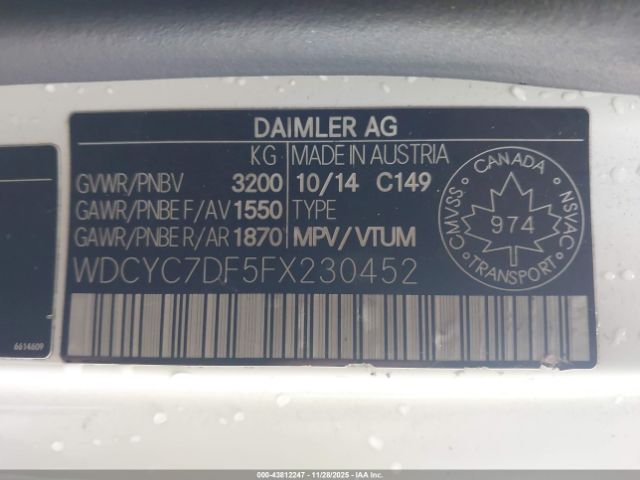 DAIMLER AG
KG MADE IN AUSTRIA
GVWR/PNBV 3200 10/14 C149
GAWR/PNBE F/AV 1550 TYPE
GAWR/PNBE R/AR 1870 MPV/VTUM
WDCYC7DF5FX230452
CANADA
CMVSS
974
NSVAC
TRANSPORT
6614609
000-43812247 - 11/28/2025 - IAA Inc.